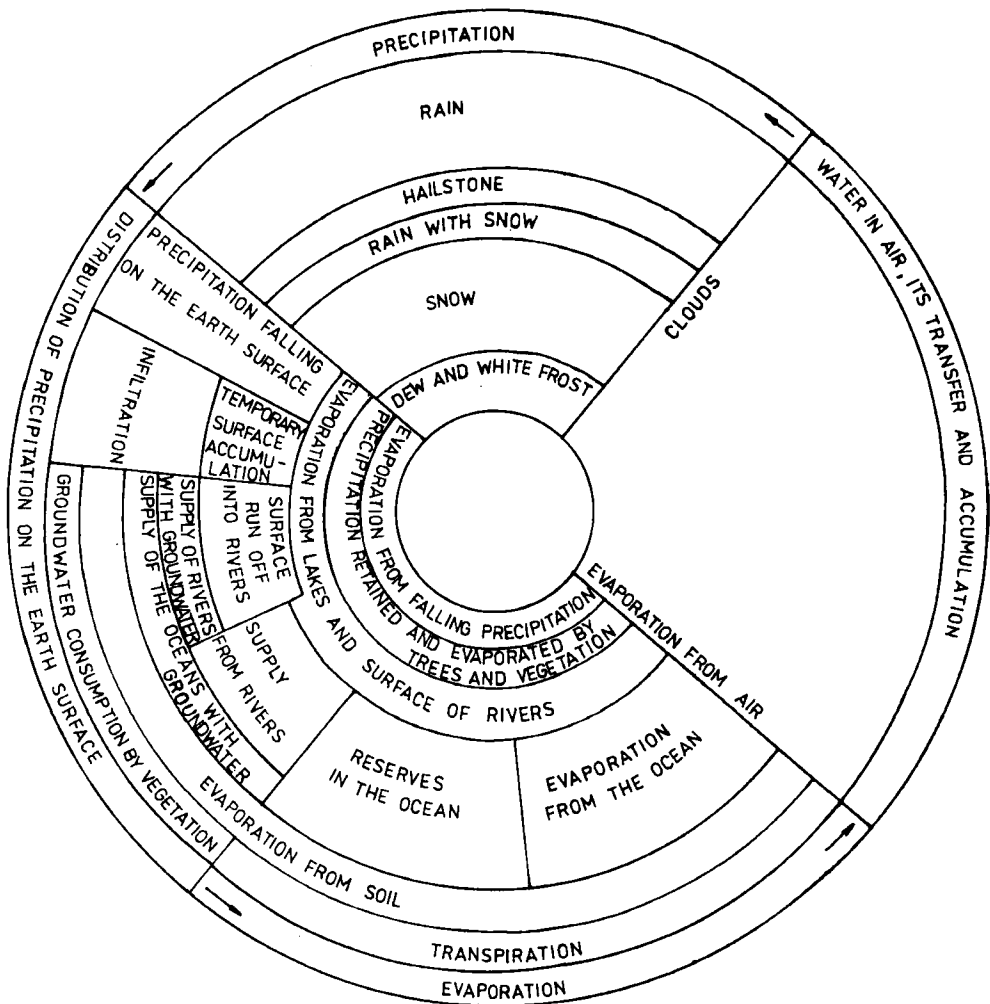 PRECIPITATION
RAIN
HAILSTONE
RAIN WITH SNOW
SNOW
DEW AND WHITE FROST
CLOUDS
WATER IN AIR, ITS TRANSFER AND ACCUMULATION
DISTRIBUTION OF PRECIPITATION ON THE EARTH SURFACE
PRECIPITATION FALLING
ON THE EARTH SURFACE
INFILTRATION
TEMPORARY
SURFACE
ACCUMU-
LATION
EVAPORATION FROM LAKES AND SURFACE OF RIVERS
PRECIPITATION RETAINED AND EVAPORATED BY
TREES AND VEGETATION
EVAPORATION FROM FALLING PRECIPITATION
SURFACE
RUN OFF
INTO RIVERS
SUPPLY OF RIVERS
WITH GROUNDWATER
SUPPLY OF THE OCEANS WITH
GROUNDWATER
SUPPLY
FROM RIVERS
GROUNDWATER CONSUMPTION BY VEGETATION
EVAPORATION FROM SOIL
RESERVES
IN THE OCEAN
EVAPORATION
FROM THE OCEAN
EVAPORATION FROM AIR
TRANSPIRATION
EVAPORATION